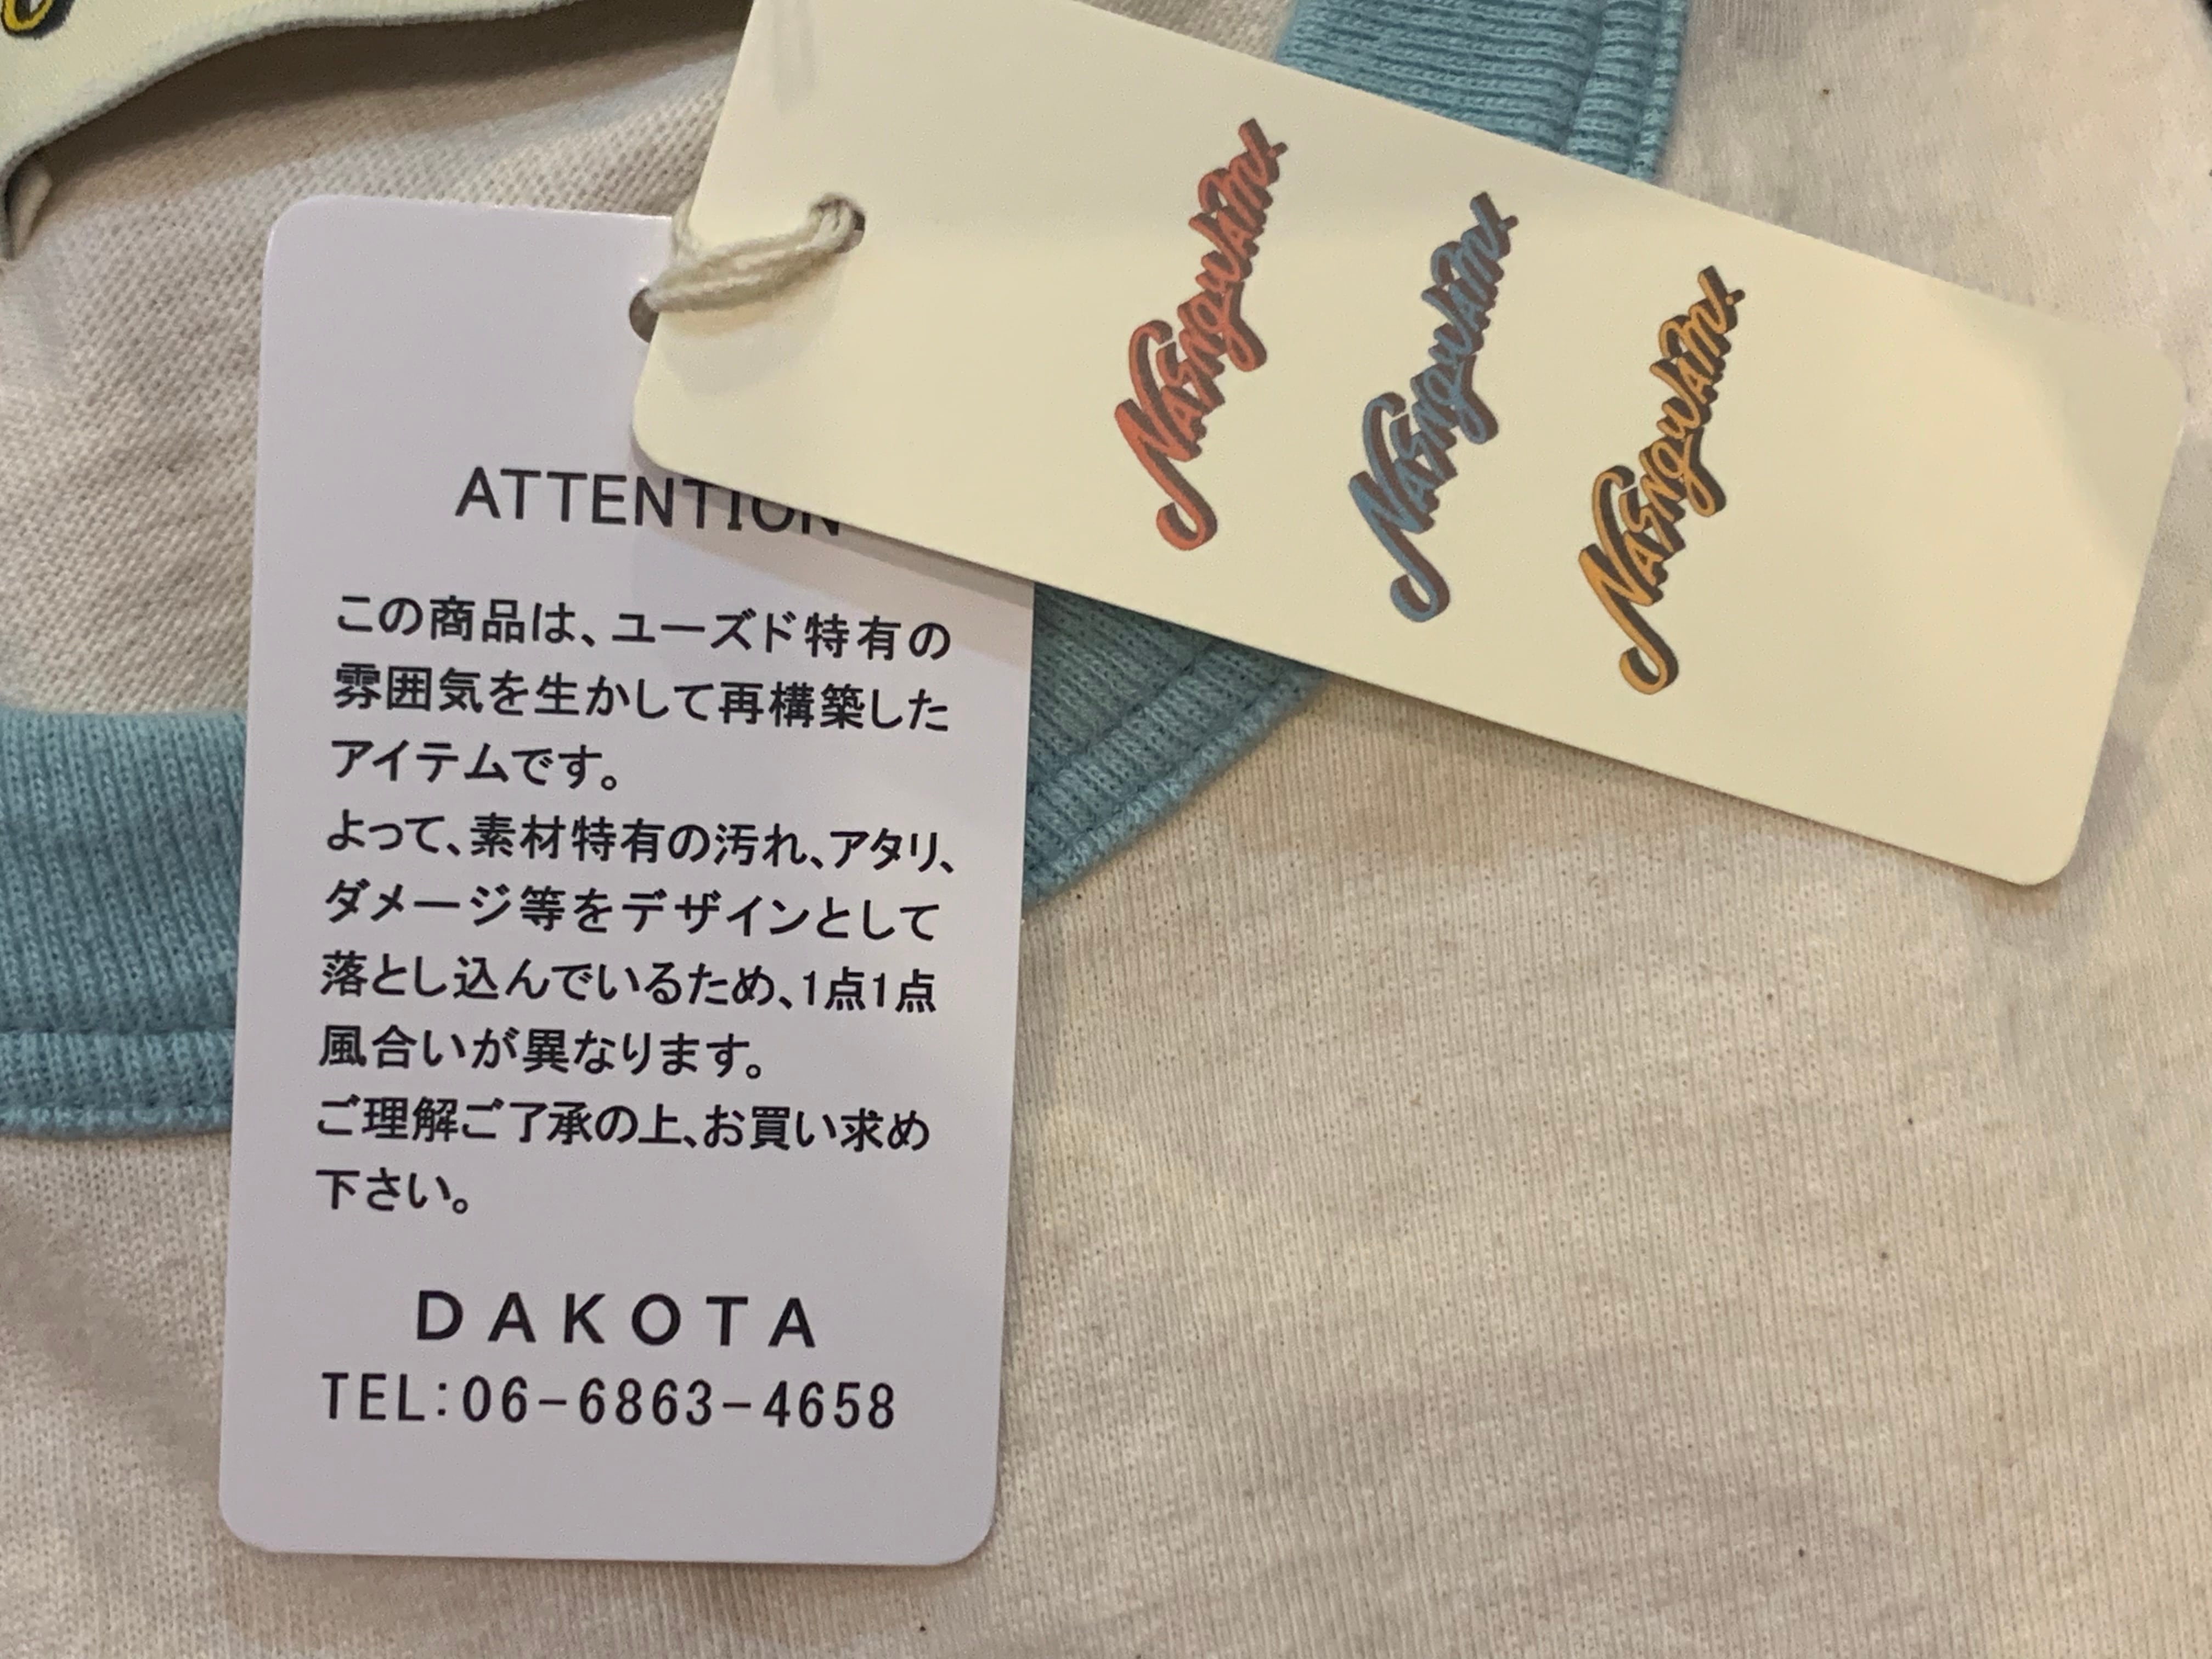 ATTENTION
この商品は、ユーズド特有の
雰囲気を生かして再構築した
アイテムです。
よって、素材特有の汚れ、アタリ、
ダメージ等をデザインとして
落とし込んでいるため、1点1点
風合いが異なります。
ご理解ご了承の上、お買い求め
下さい。
DAKOTA
TEL:06-6863-4658
Nasngwam.
Nasngwam.
Nasngwam.